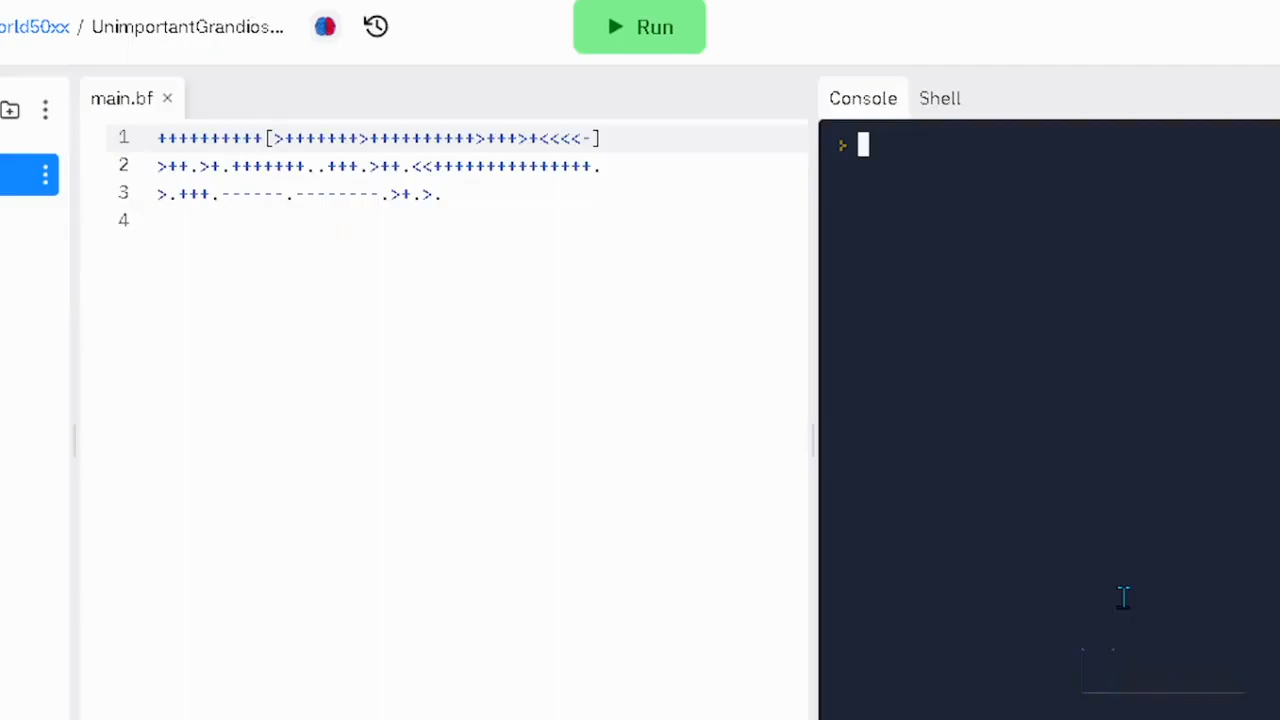 orld50xx / UnimportantGrandios...
Run
main.bf ×
Console
Shell
1 ++++++++++[>+++++++>++++++++++>+++>+<<<<-]
2 >++.>+.+++++++..+++.>++.<<+++++++++++++++.
3 >.+++.------.--------.>+.>.
4